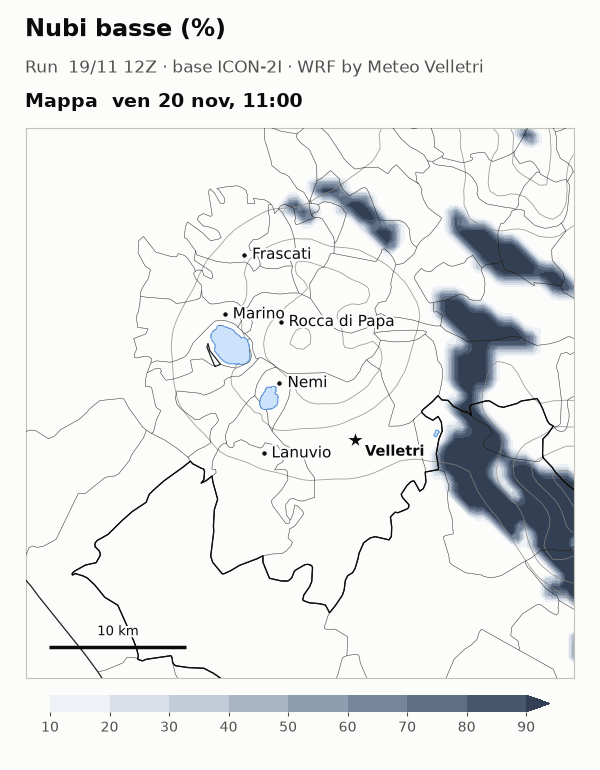 Nubi basse (%)
Run  19/11 12Z · base ICON-2I · WRF by Meteo Velletri
Mappa  ven 20 nov, 11:00
Frascati
Marino
Rocca di Papa
Nemi
Velletri
Lanuvio
10 km
10 20 30 40 50 60 70 80 90